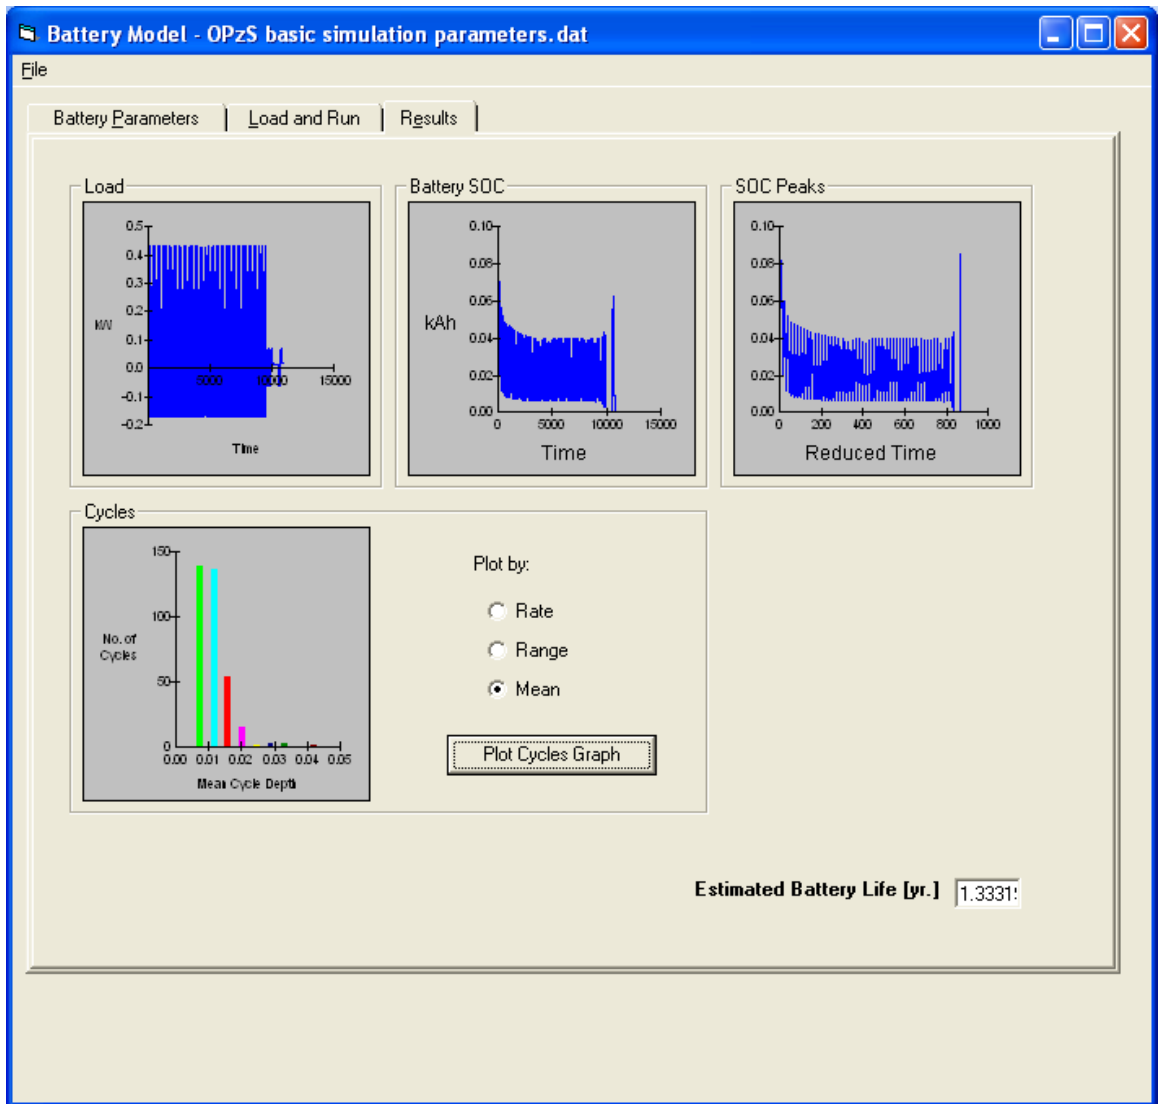 Battery Model - OPzS basic simulation parameters.dat
File
Battery Parameters
Load and Run
Results
Load
0.5
0.4
0.3
0.2
kW
0.1
0.0
5000
10000
15000
-0.1
-0.2
Time
Battery SOC
0.10
0.08
0.06
kAh
0.04
0.02
0.00
0
5000
10000
15000
Time
SOC Peaks
0.10
0.08
0.06
0.04
0.02
0.00
0
200
400
600
800
1000
Reduced Time
Cycles
150
100
No. of
Cycles
50
0
0.00 0.01 0.02 0.03 0.04 0.05
Mean Cycle Depth
Plot by:
Rate
Range
Mean
Plot Cycles Graph
Estimated Battery Life [yr.]